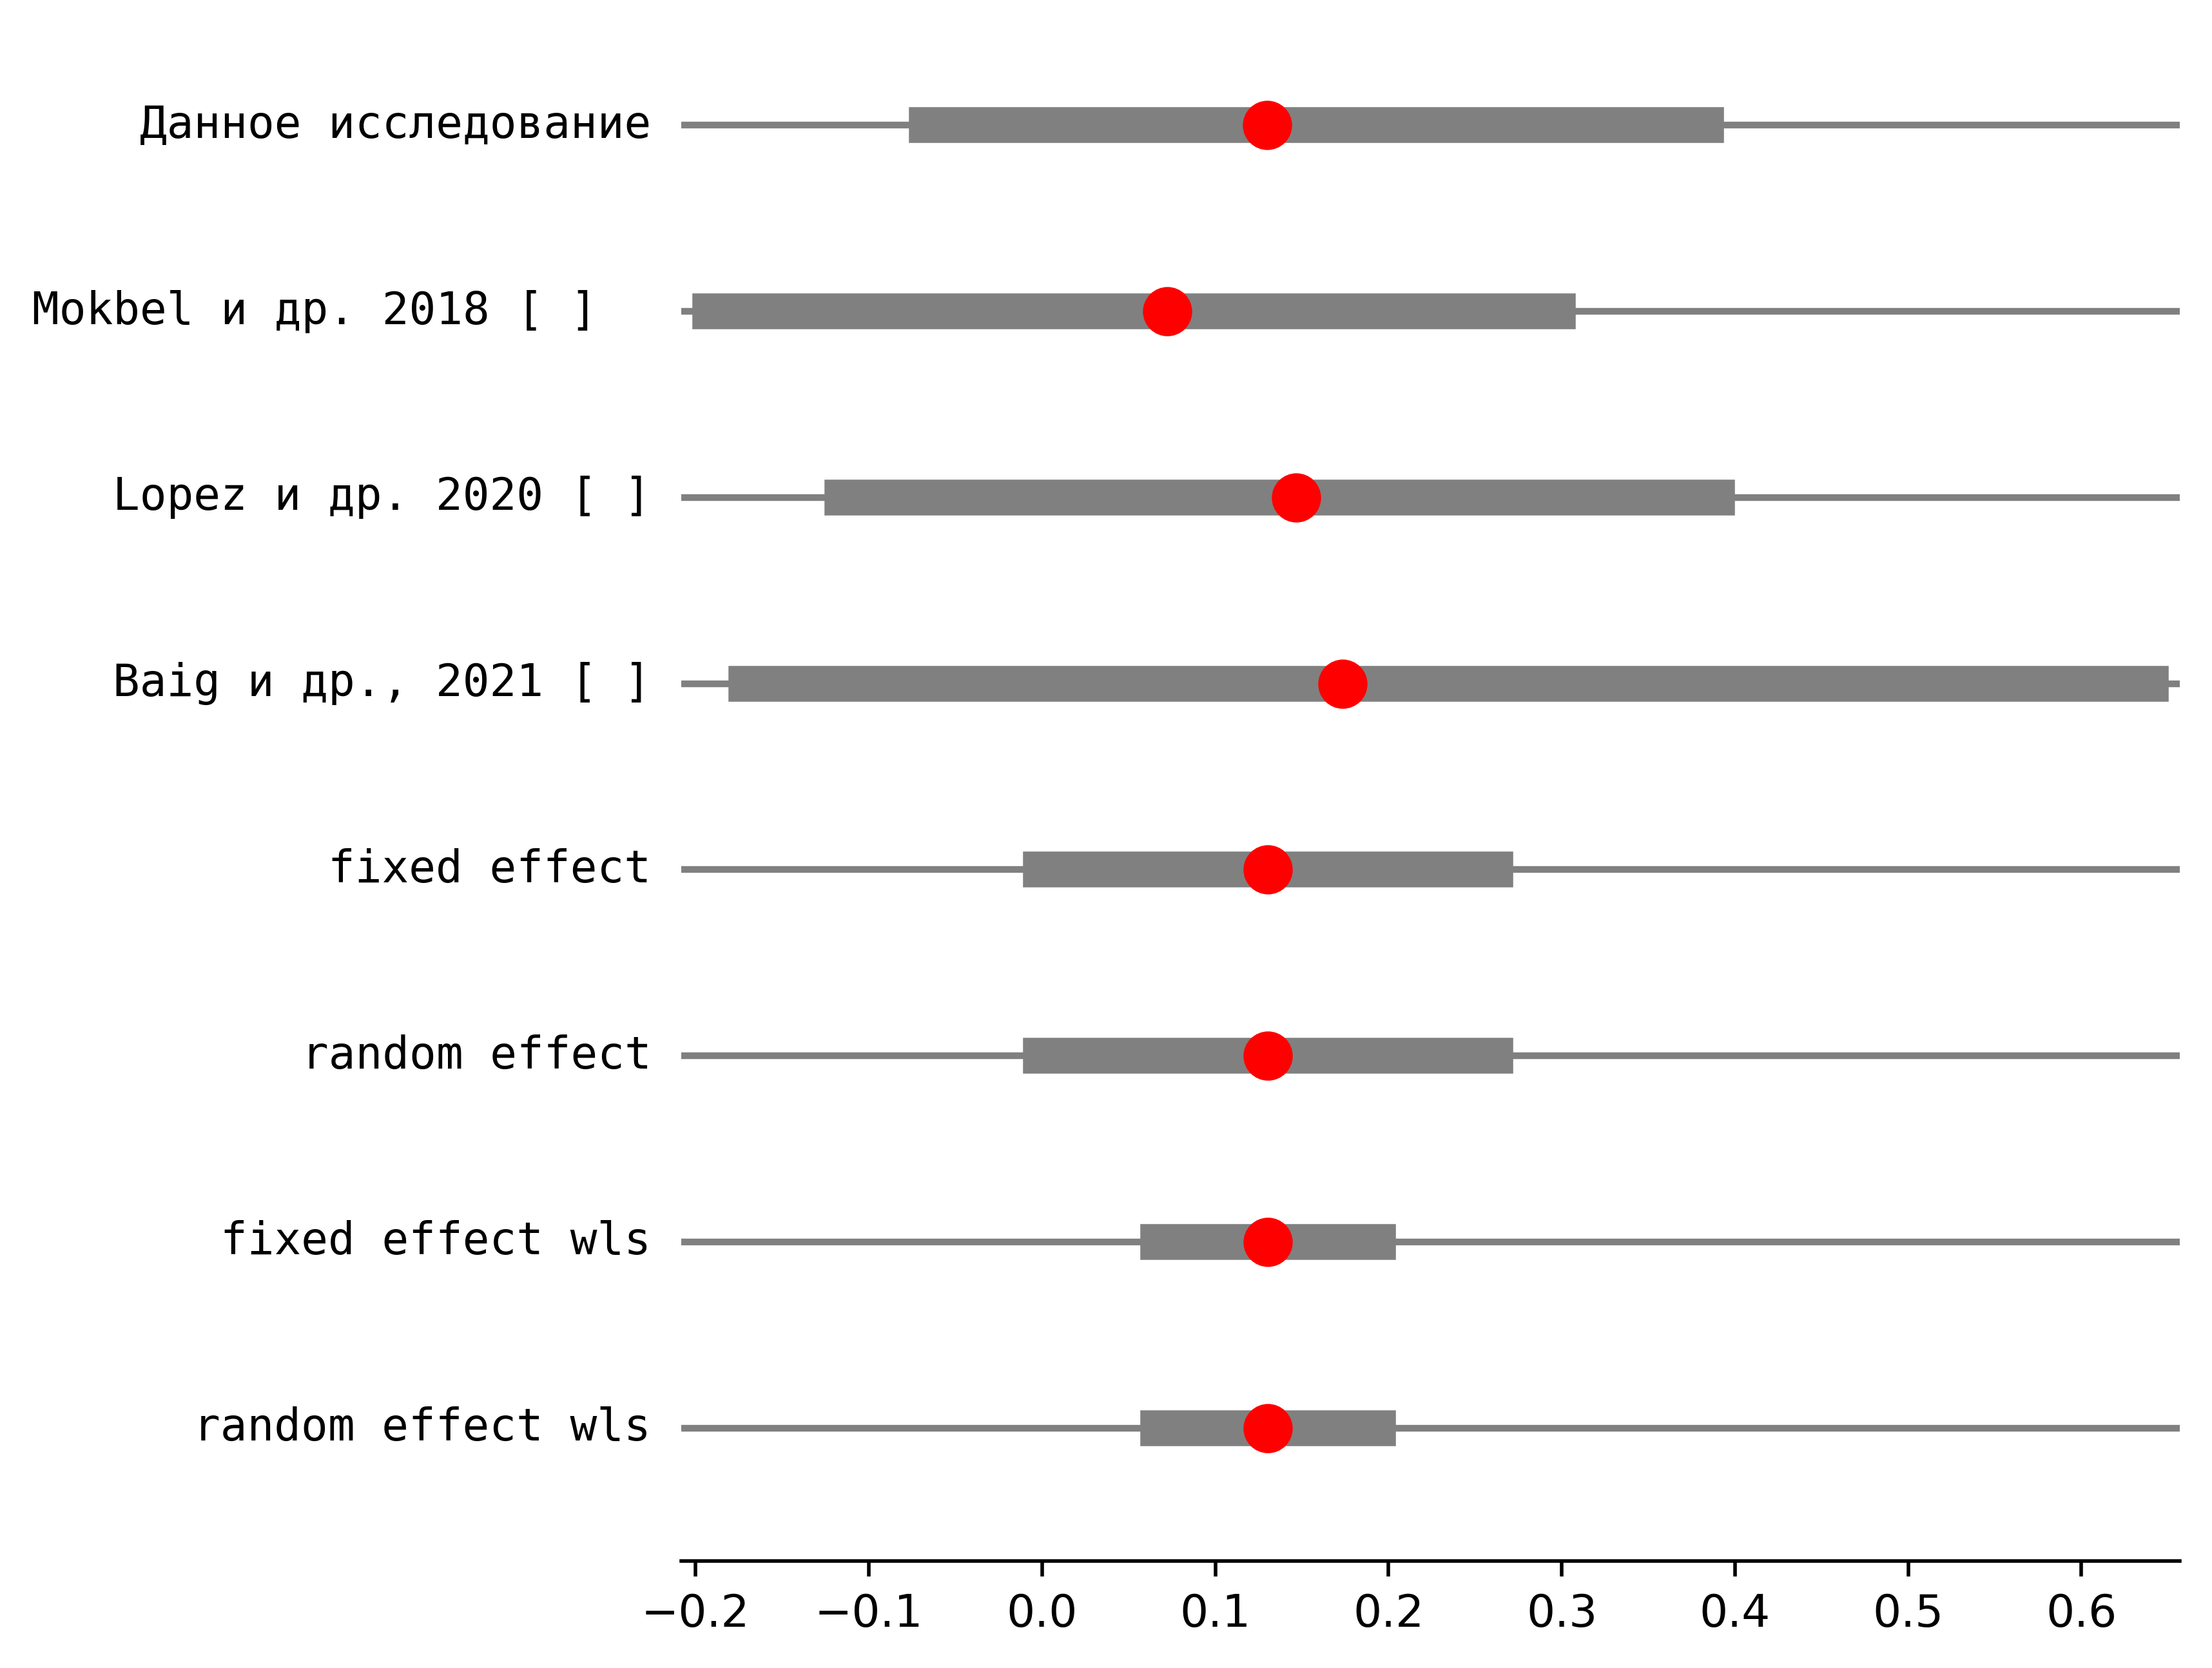 Данное исследование
Mokbel и др. 2018 [ ]
Lopez и др. 2020 [ ]
Baig и др., 2021 [ ]
fixed effect
random effect
fixed effect wls
random effect wls
−0.2 −0.1 0.0 0.1 0.2 0.3 0.4 0.5 0.6